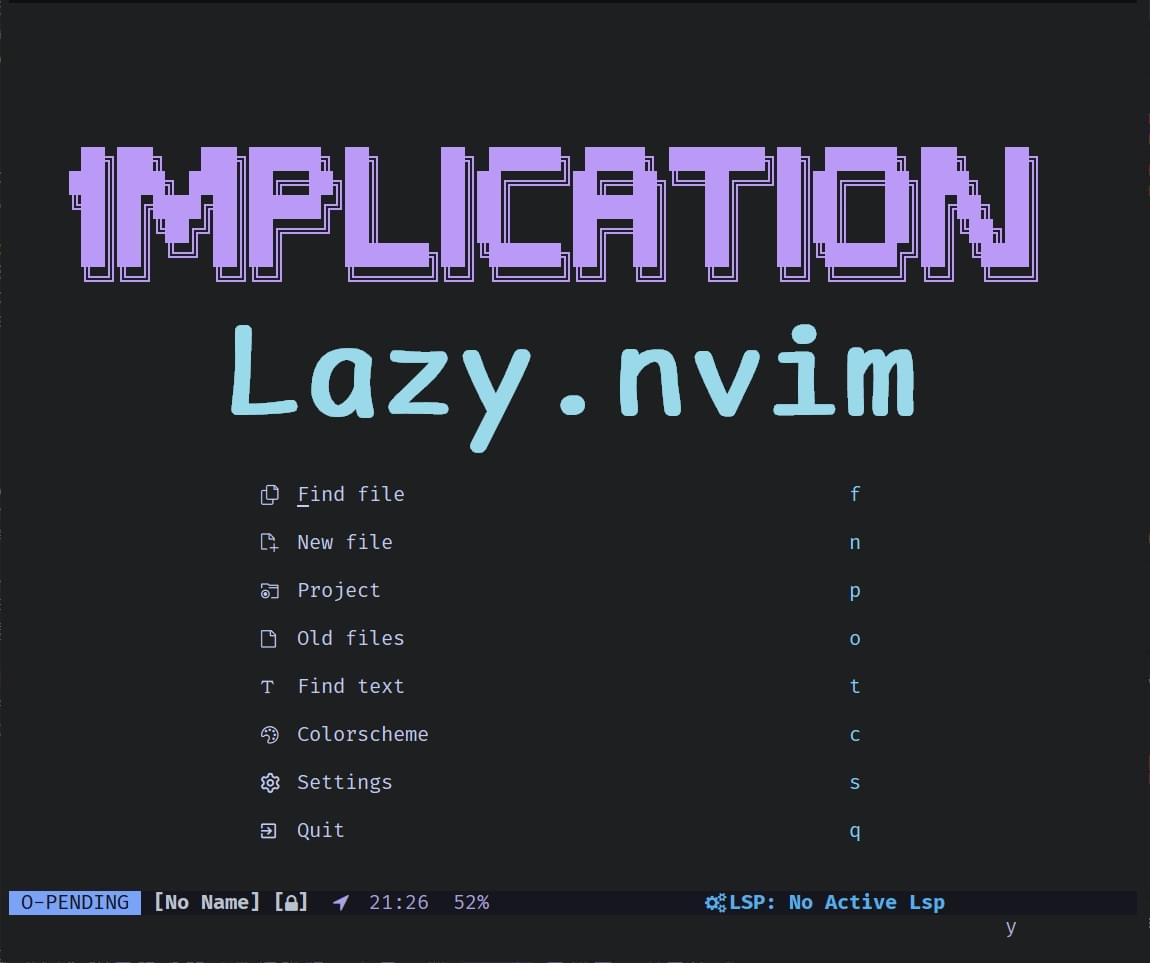 1MPLICATION
Lazy.nvim
Find file f
New file n
Project p
Old files o
Find text t
Colorscheme c
Settings s
Quit q
O-PENDING [No Name] [🔒] 21:26 52% LSP: No Active Lsp
y